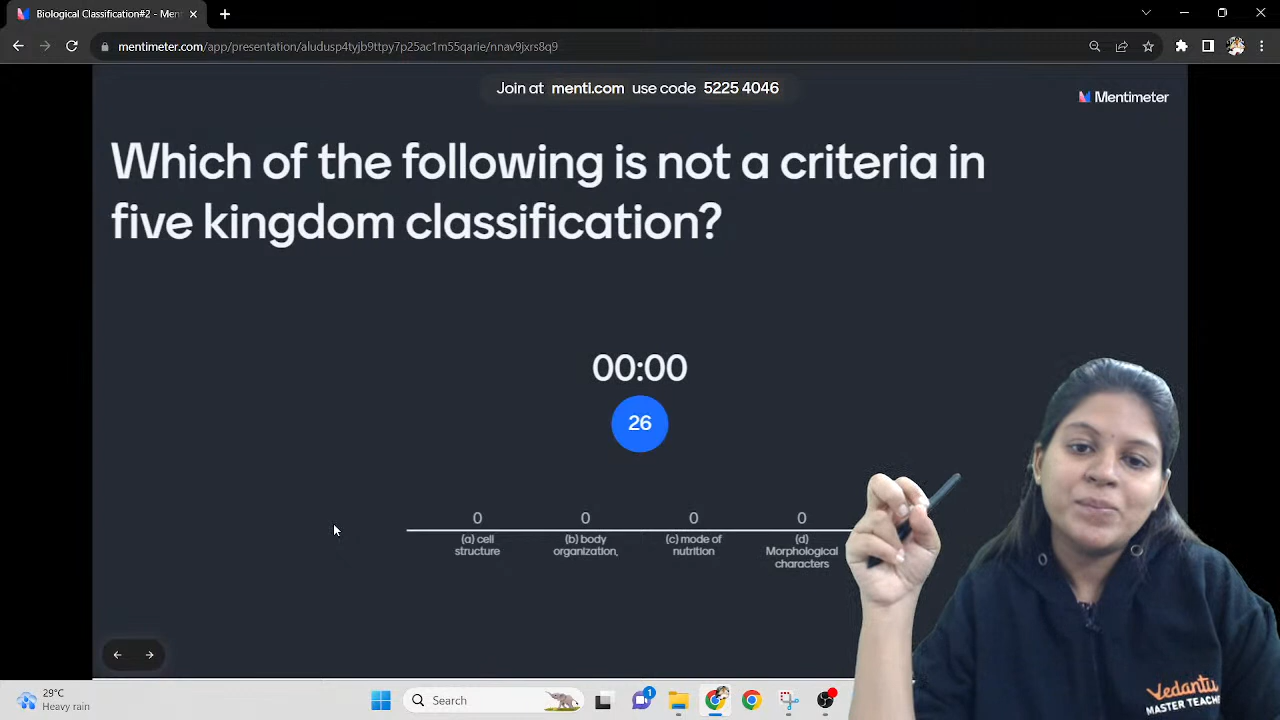 Biological Classification#2 - Men
mentimeter.com/app/presentation/aludusp4tyjb9ttpy7p25ac1m55qarie/nnav9jxrs8q9
Join at menti.com use code 5225 4046
Mentimeter
Which of the following is not a criteria in
five kingdom classification?
00:00
26
0
0
0
0
(a) cell
structure
(b) body
organization,
(c) mode of
nutrition
(d)
Morphological
characters
Vedantu
MASTER TEACHE
29°C
Heavy rain
Search
1